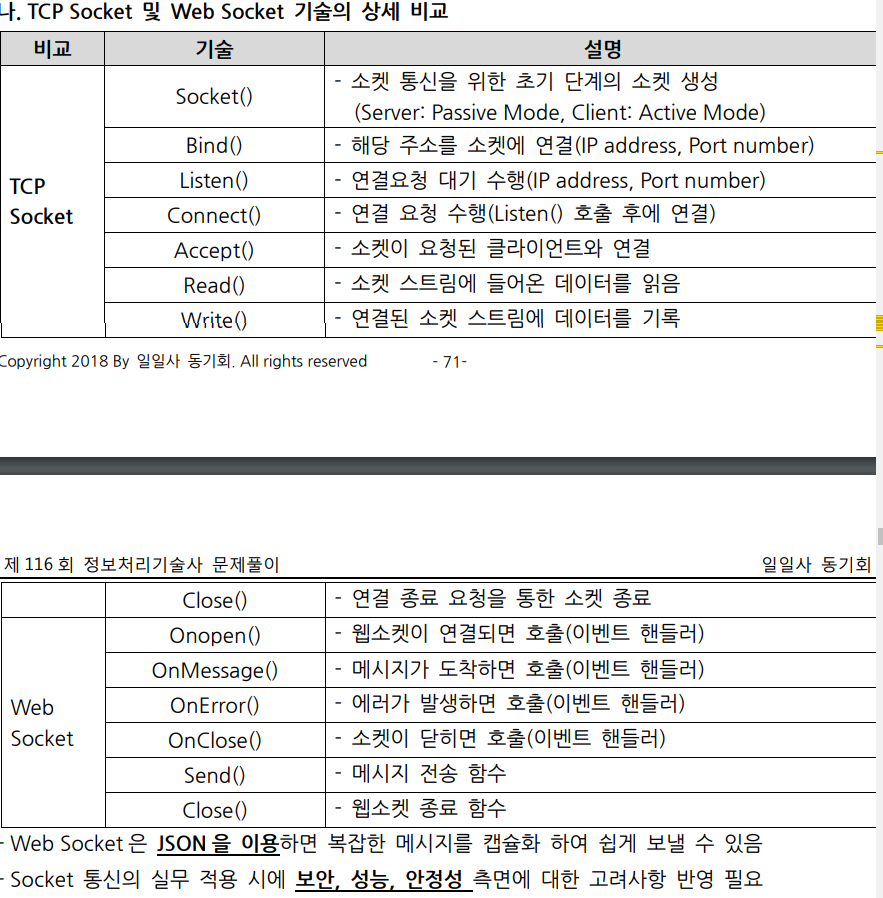 나. TCP Socket 및 Web Socket 기술의 상세 비교
비교 기술 설명
TCP Socket
Socket() - 소켓 통신을 위한 초기 단계의 소켓 생성
(Server: Passive Mode, Client: Active Mode)
Bind() - 해당 주소를 소켓에 연결(IP address, Port number)
Listen() - 연결요청 대기 수행(IP address, Port number)
Connect() - 연결 요청 수행(Listen() 호출 후에 연결)
Accept() - 소켓이 요청된 클라이언트와 연결
Read() - 소켓 스트림에 들어온 데이터를 읽음
Write() - 연결된 소켓 스트림에 데이터를 기록
Copyright 2018 By 일일사 동기회. All rights reserved - 71-
제 116 회 정보처리기술사 문제풀이 일일사 동기회
Close() - 연결 종료 요청을 통한 소켓 종료
Web Socket
Onopen() - 웹소켓이 연결되면 호출(이벤트 핸들러)
OnMessage() - 메시지가 도착하면 호출(이벤트 핸들러)
OnError() - 에러가 발생하면 호출(이벤트 핸들러)
OnClose() - 소켓이 닫히면 호출(이벤트 핸들러)
Send() - 메시지 전송 함수
Close() - 웹소켓 종료 함수
- Web Socket 은 JSON 을 이용하면 복잡한 메시지를 캡슐화 하여 쉽게 보낼 수 있음
- Socket 통신의 실무 적용 시에 보안, 성능, 안정성 측면에 대한 고려사항 반영 필요